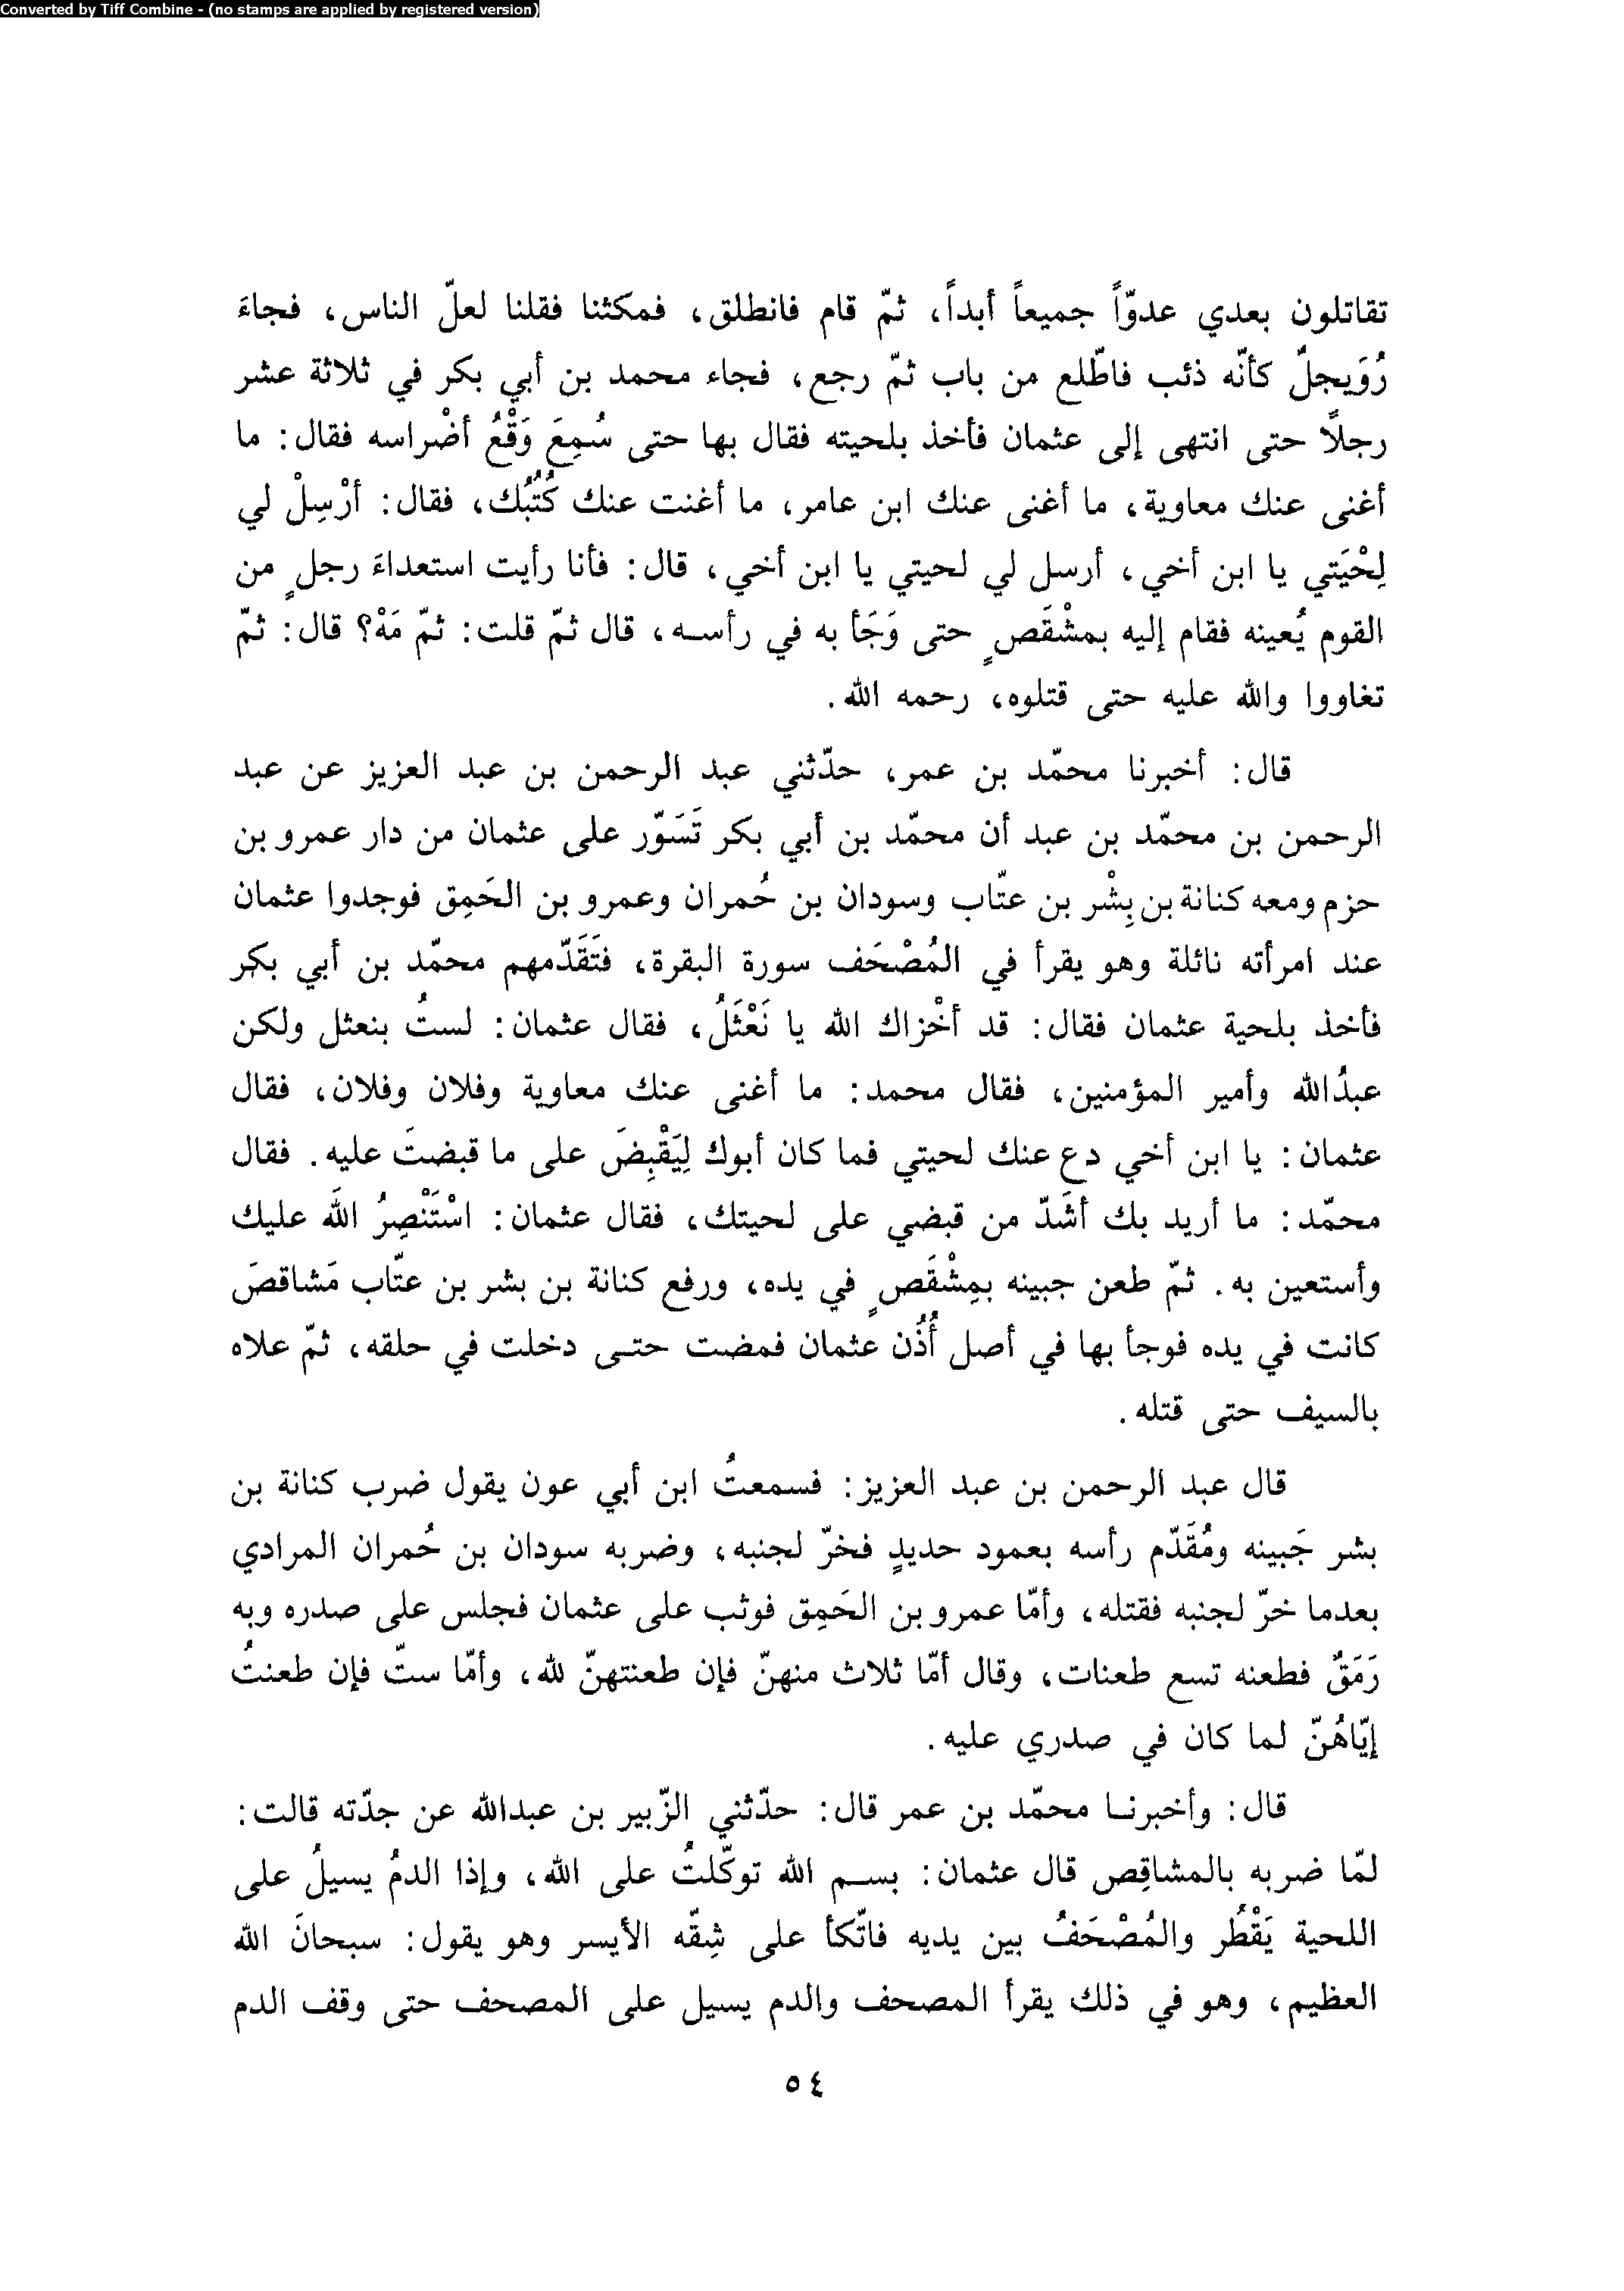 Converted by Tiff Combine - (no stamps are applied by registered version)
تقاتلون بعدي عدوّاً جميعاً أبداً، ثمّ قام فانطلق، فمكثنا فقلنا لعلّ الناس، فجاءَ
رُوَيجلٌ كأنّه ذئب فاطّلع من باب ثمّ رجع، فجاء محمد بن أبي بكر في ثلاثة عشر
رجلاً حتى انتهى إلى عثمان فأخذ بلحيته فقال بها حتى سُمِعَ وَقْعُ أضْراسه فقال: ما
أغنى عنك معاوية، ما أغنى عنك ابن عامر، ما أغنت عنك كُتُبُك، فقال: أرْسِلْ لي
لِحْيَتي يا ابن أخي، أرسل لي لحيتي يا ابن أخي، قال: فأنا رأيت استعداءَ رجلٍ من
القوم يُعينه فقام إليه بمشْقَصٍ حتى وَجَأ به في رأسه، قال ثمّ قلت: ثمّ مَهْ؟ قال: ثمّ
تغاووا والله عليه حتى قتلوه، رحمه الله.
قال: أخبرنا محمّد بن عمر، حدّثني عبد الرحمن بن عبد العزيز عن عبد
الرحمن بن محمّد بن عبد أن محمّد بن أبي بكر تَسَوّر على عثمان من دار عمرو بن
حزم ومعه كنانة بن بِشْر بن عتّاب وسودان بن حُمران وعمرو بن الحَمِق فوجدوا عثمان
عند امرأته نائلة وهو يقرأ في المُصْحَف سورة البقرة، فتَقَدّمهم محمّد بن أبي بكر
فأخذ بلحية عثمان فقال: قد أخْزاك الله يا نَعْثَلُ، فقال عثمان: لستُ بنعثل ولكن
عبدُالله وأمير المؤمنين، فقال محمد: ما أغنى عنك معاوية وفلان وفلان، فقال
عثمان: يا ابن أخي دع عنك لحيتي فما كان أبوك لِيَقْبِضَ على ما قبضتَ عليه. فقال
محمّد: ما أريد بك أشَدّ من قبضي على لحيتك، فقال عثمان: اسْتَنْصِرُ اللهَ عليك
وأستعين به. ثمّ طعن جبينه بمِشْقَصٍ في يده، ورفع كنانة بن بشر بن عتّاب مَشاقصَ
كانت في يده فوجأ بها في أصل أُذُن عثمان فمضت حتى دخلت في حلقه، ثمّ علاه
بالسيف حتى قتله.
قال عبد الرحمن بن عبد العزيز: فسمعتُ ابن أبي عون يقول ضرب كنانة بن
بشر جَبينه ومُقَدّم رأسه بعمود حديدٍ فخرّ لجنبه، وضربه سودان بن حُمران المرادي
بعدما خرّ لجنبه فقتله، وأمّا عمرو بن الحَمِق فوثب على عثمان فجلس على صدره وبه
رَمَقٌ فطعنه تسع طعنات، وقال أمّا ثلاث منهنّ فإن طعنتهنّ لله، وأمّا ستّ فإن طعنتُ
إيّاهُنّ لما كان في صدري عليه.
قال: وأخبرنا محمّد بن عمر قال: حدّثني الزّبير بن عبدالله عن جدّته قالت:
لمّا ضربه بالمشاقِص قال عثمان: بسم الله توكّلتُ على الله، وإذا الدمُ يسيلُ على
اللحية يَقْطُر والمُصْحَفُ بين يديه فاتّكأ على شِقّه الأيسر وهو يقول: سبحانَ الله
العظيم، وهو في ذلك يقرأ المصحف والدم يسيل على المصحف حتى وقف الدم
٥٤